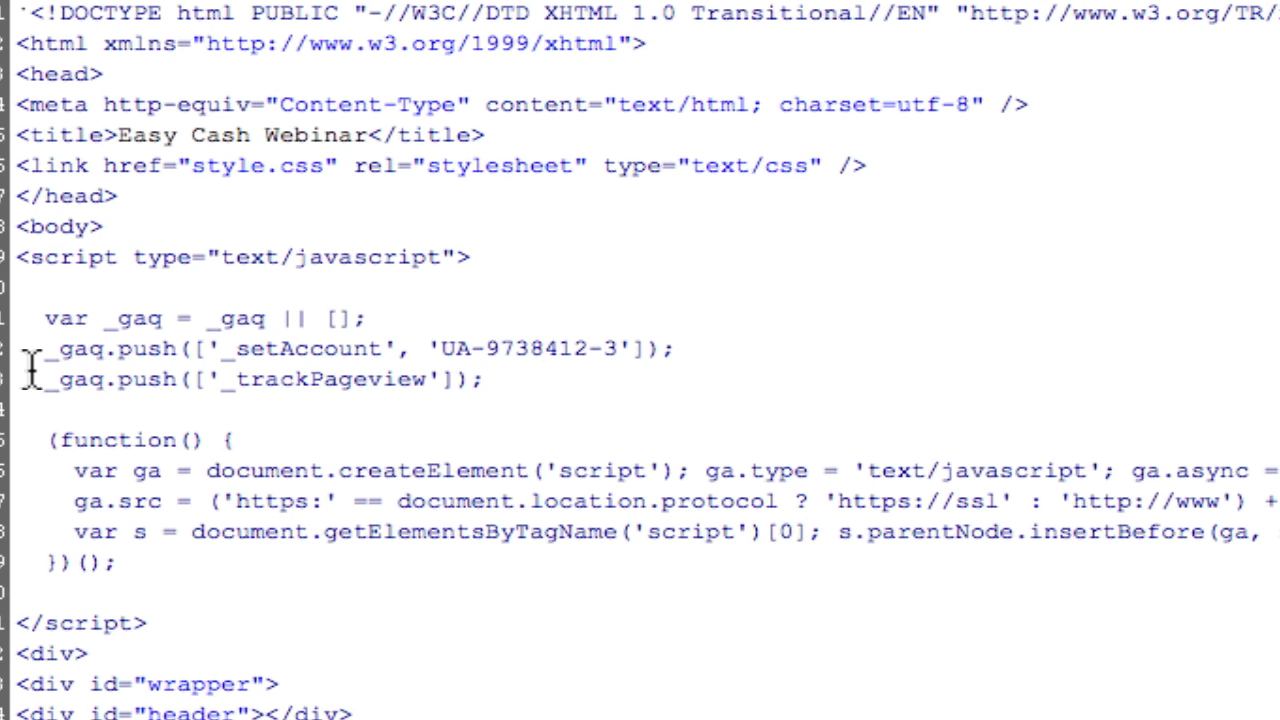 <!DOCTYPE html PUBLIC "-//W3C//DTD XHTML 1.0 Transitional//EN" "http://www.w3.org/TR/
<html xmlns="http://www.w3.org/1999/xhtml">
<head>
<meta http-equiv="Content-Type" content="text/html; charset=utf-8" />
<title>Easy Cash Webinar</title>
<link href="style.css" rel="stylesheet" type="text/css" />
</head>
<body>
<script type="text/javascript">
var _gaq = _gaq || [];
_gaq.push(['_setAccount', 'UA-9738412-3']);
_gaq.push(['_trackPageview']);
(function() {
var ga = document.createElement('script'); ga.type = 'text/javascript'; ga.async =
ga.src = ('https:' == document.location.protocol ? 'https://ssl' : 'http://www') +
var s = document.getElementsByTagName('script')[0]; s.parentNode.insertBefore(ga,
})();
</script>
<div>
<div id="wrapper">
<div id="header"></div>